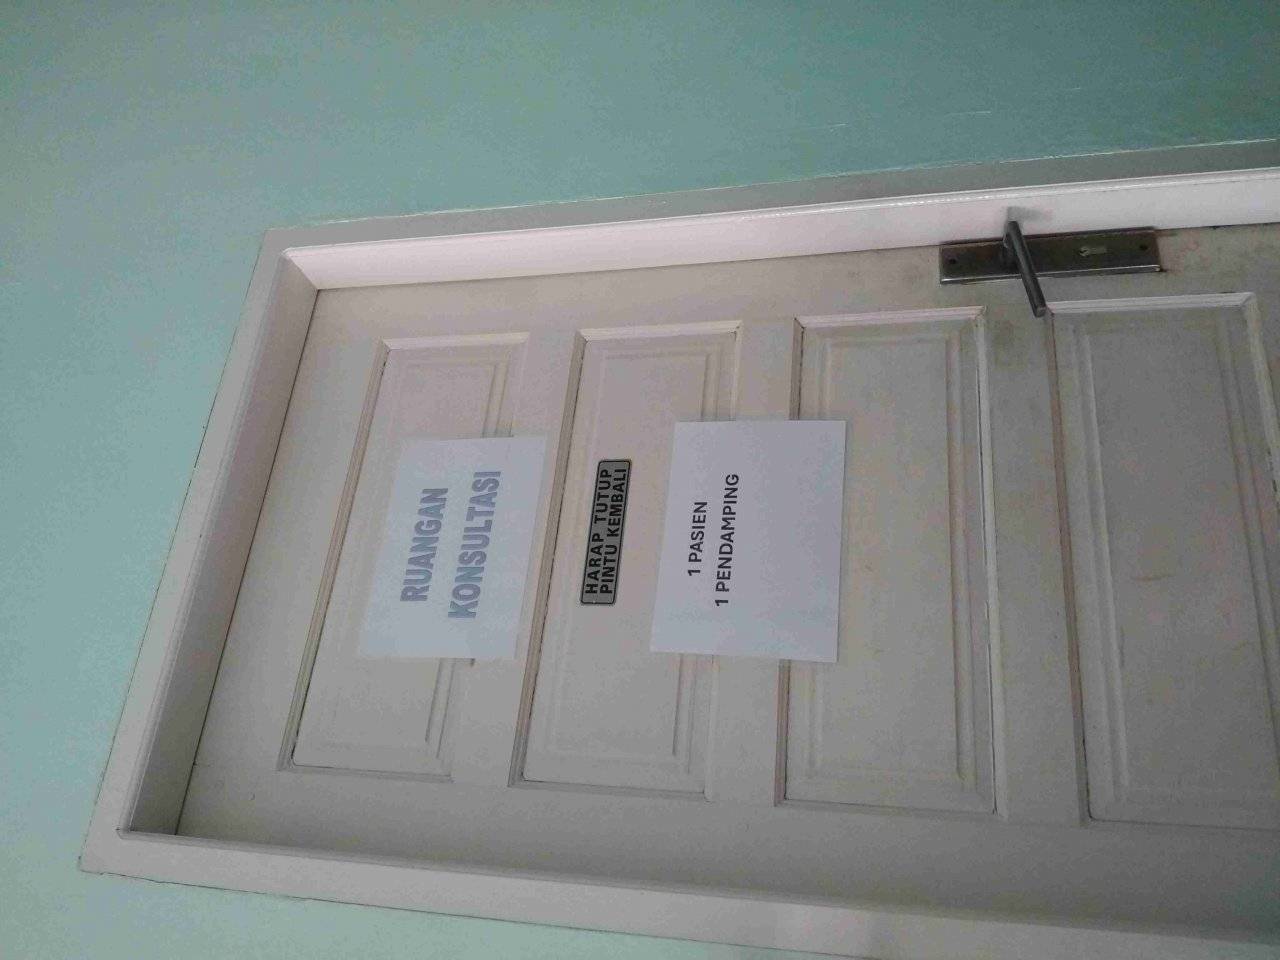 RUANGAN
KONSULTASI
HARAP TUTUP
PINTU KEMBALI
1 PASIEN
1 PENDAMPING